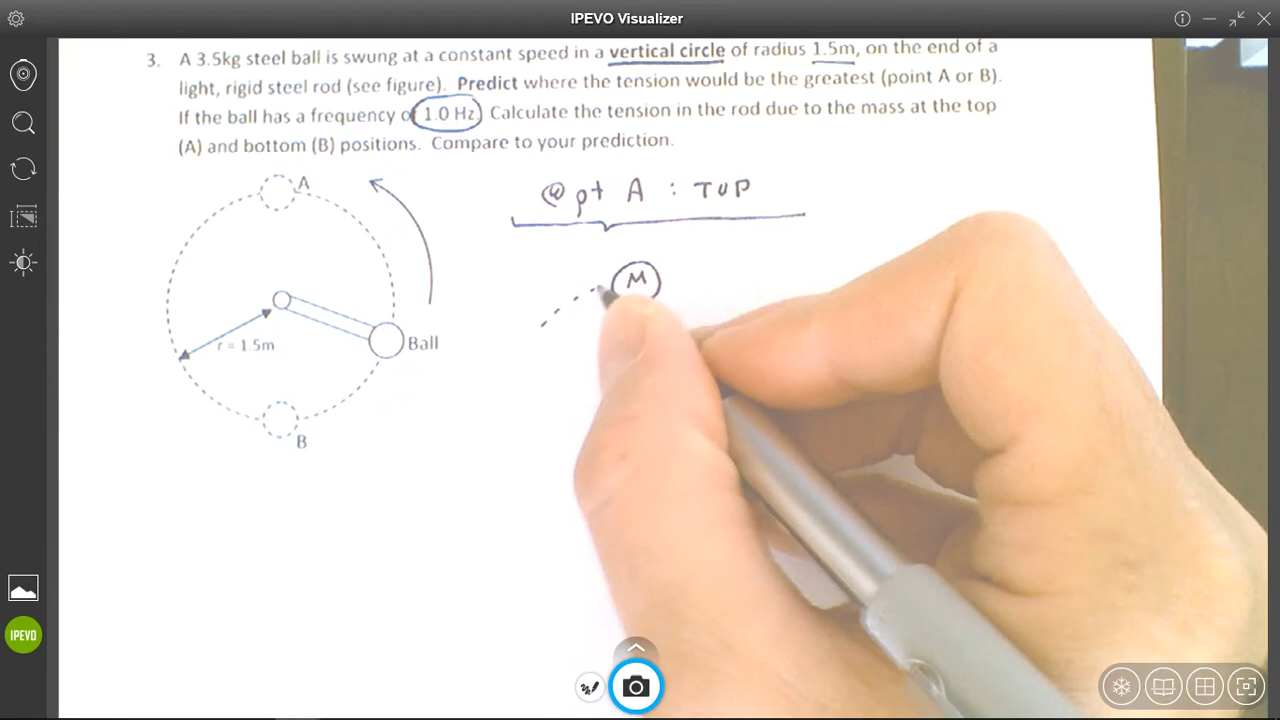 IPEVO Visualizer
3. A 3.5kg steel ball is swung at a constant speed in a vertical circle of radius 1.5m, on the end of a
light, rigid steel rod (see figure). Predict where the tension would be the greatest (point A or B).
If the ball has a frequency of 1.0 Hz. Calculate the tension in the rod due to the mass at the top
(A) and bottom (B) positions. Compare to your prediction.
A
@ pt A : TOP
M
r = 1.5m
Ball
B
IPEVO